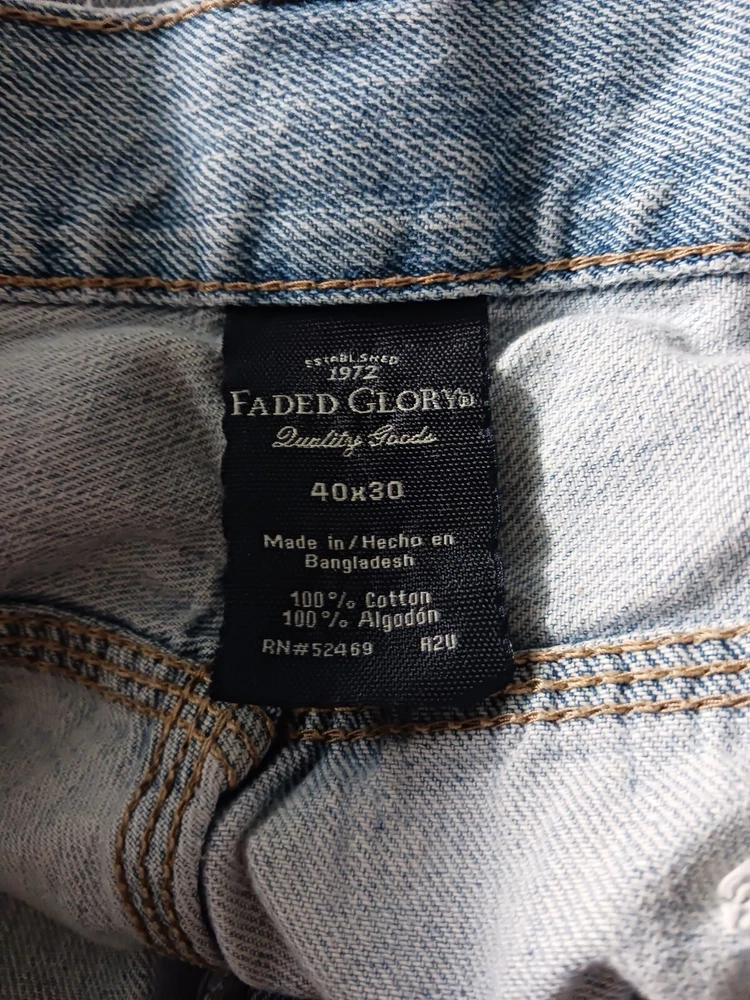 ESTABLISHED
1972
FADED GLORY®
Quality Goods
40x30
Made in/Hecho en
Bangladesh
100% Cotton
100% Algodón
RN#52469 A2U